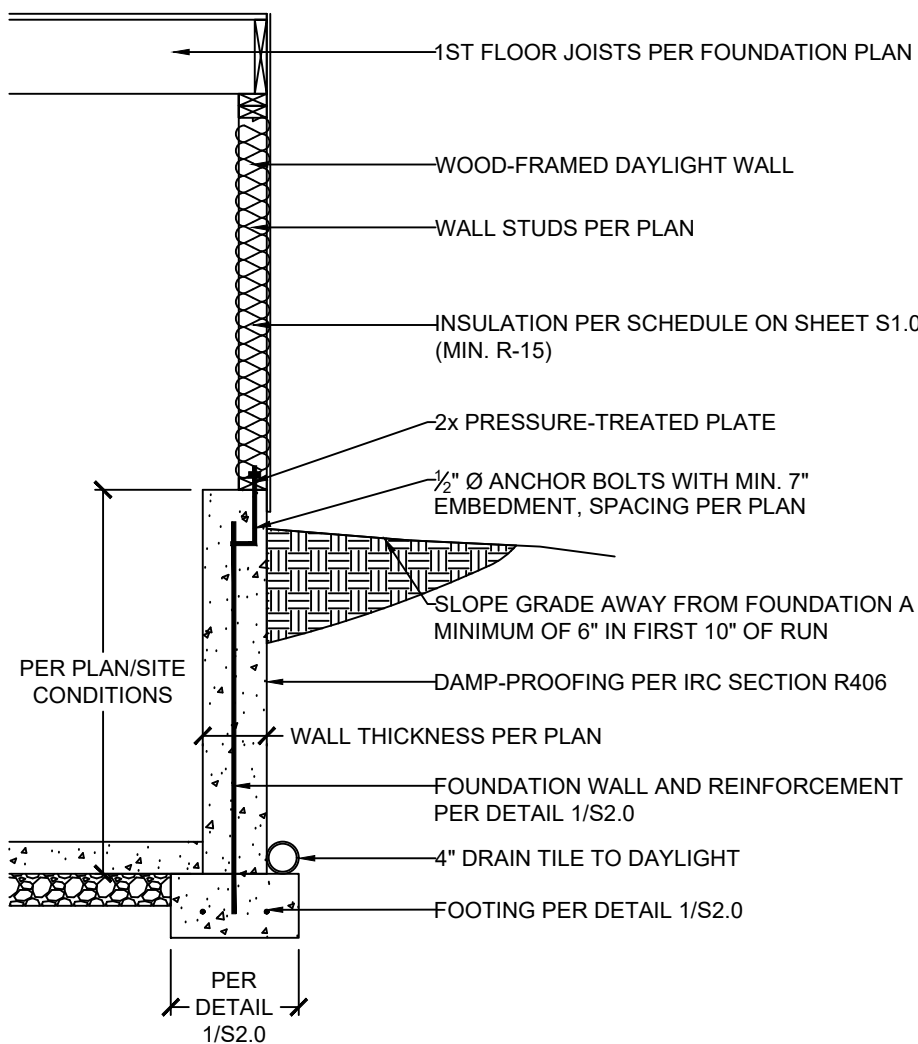 1ST FLOOR JOISTS PER FOUNDATION PLAN
WOOD-FRAMED DAYLIGHT WALL
WALL STUDS PER PLAN
INSULATION PER SCHEDULE ON SHEET S1.0
(MIN. R-15)
2x PRESSURE-TREATED PLATE
½" Ø ANCHOR BOLTS WITH MIN. 7"
EMBEDMENT, SPACING PER PLAN
SLOPE GRADE AWAY FROM FOUNDATION A
MINIMUM OF 6" IN FIRST 10" OF RUN
PER PLAN/SITE
CONDITIONS
DAMP-PROOFING PER IRC SECTION R406
WALL THICKNESS PER PLAN
FOUNDATION WALL AND REINFORCEMENT
PER DETAIL 1/S2.0
4" DRAIN TILE TO DAYLIGHT
FOOTING PER DETAIL 1/S2.0
PER
DETAIL
1/S2.0